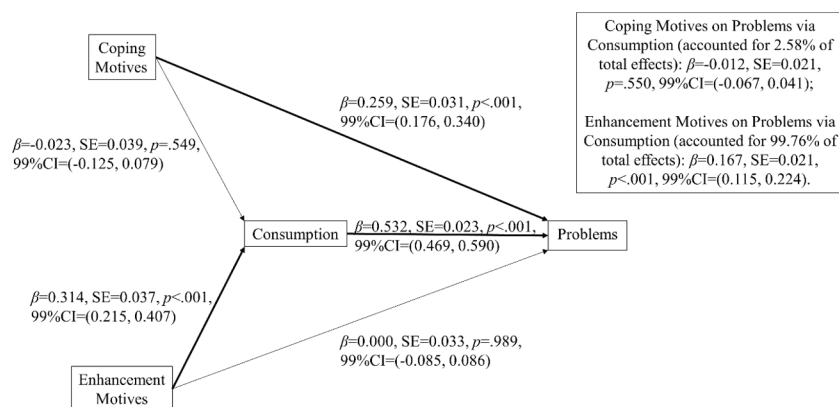 Coping
Motives
β=0.259, SE=0.031, p<.001,
99%CI=(0.176, 0.340)
β=-0.023, SE=0.039, p=.549,
99%CI=(-0.125, 0.079)
Consumption
β=0.532, SE=0.023, p<.001,
99%CI=(0.469, 0.590)
Problems
β=0.314, SE=0.037, p<.001,
99%CI=(0.215, 0.407)
β=0.000, SE=0.033, p=.989,
99%CI=(-0.085, 0.086)
Enhancement
Motives
Coping Motives on Problems via
Consumption (accounted for 2.58% of
total effects): β=-0.012, SE=0.021,
p=.550, 99%CI=(-0.067, 0.041);
Enhancement Motives on Problems via
Consumption (accounted for 99.76% of
total effects): β=0.167, SE=0.021,
p<.001, 99%CI=(0.115, 0.224).